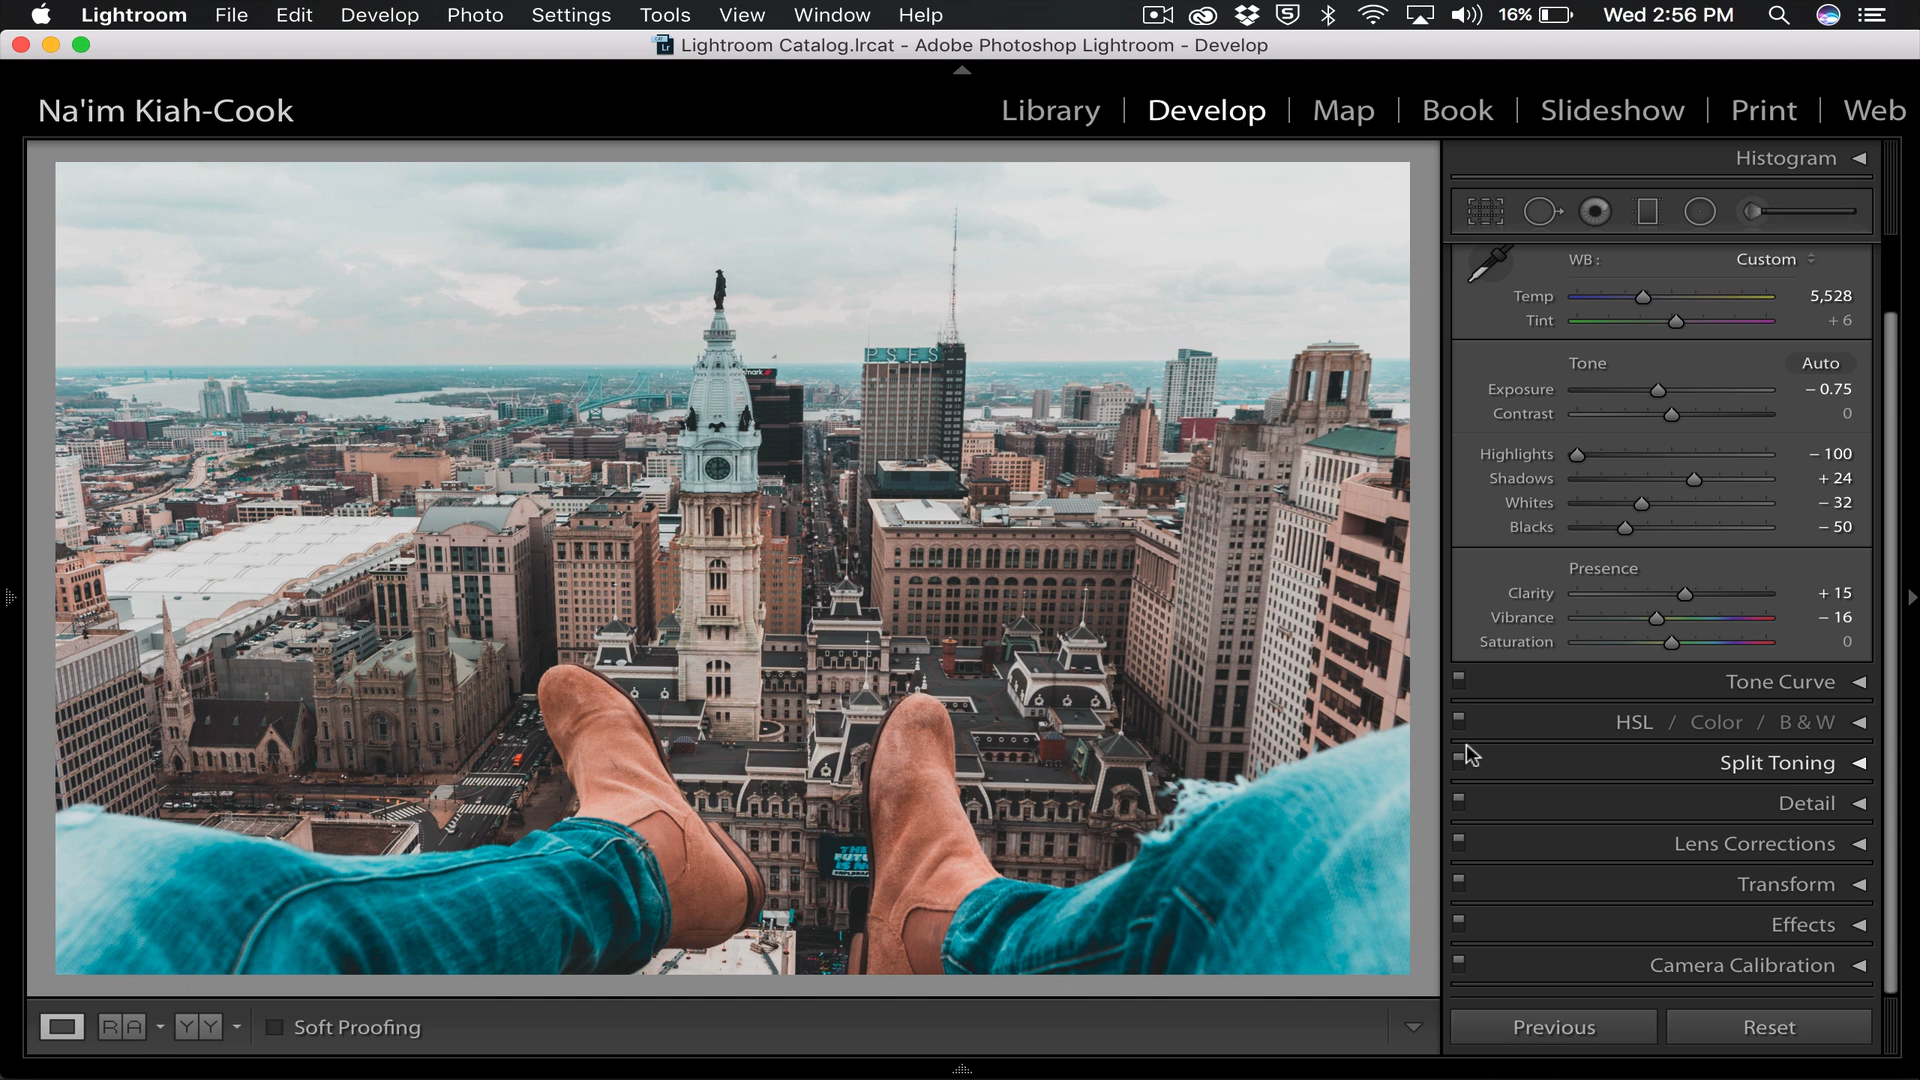 Lightroom File Edit Develop Photo Settings Tools View Window Help 16% Wed 2:56 PM
Lightroom Catalog.lrcat - Adobe Photoshop Lightroom - Develop
Na'im Kiah-Cook
Library | Develop | Map | Book | Slideshow | Print | Web
Histogram
WB : Custom
Temp 5,528
Tint + 6
Tone Auto
Exposure − 0.75
Contrast 0
Highlights − 100
Shadows + 24
Whites − 32
Blacks − 50
Presence
Clarity + 15
Vibrance − 16
Saturation 0
Tone Curve
HSL / Color / B & W
Split Toning
Detail
Lens Corrections
Transform
Effects
Camera Calibration
PSFS
THE
FUTU
IS N
R A Y Y Soft Proofing
Previous Reset